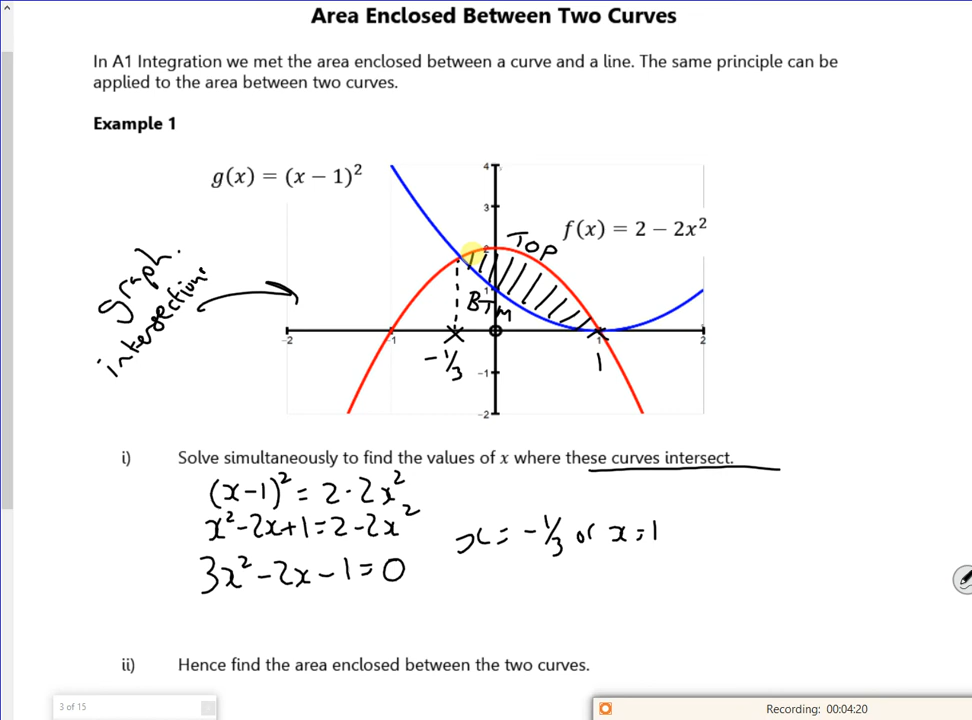 Area Enclosed Between Two Curves
In A1 Integration we met the area enclosed between a curve and a line. The same principle can be
applied to the area between two curves.
Example 1
g(x) = (x − 1)²
f(x) = 2 − 2x²
TOP
BTM
graph.
intersection.
4
3
2
1
-2
-1
1
2
-1
-2
-⅓
1
i) Solve simultaneously to find the values of x where these curves intersect.
(x-1)² = 2-2x²
x²-2x+1=2-2x²
3x²-2x-1=0
x = -⅓ or x=1
ii) Hence find the area enclosed between the two curves.
3 of 15
Recording: 00:04:20